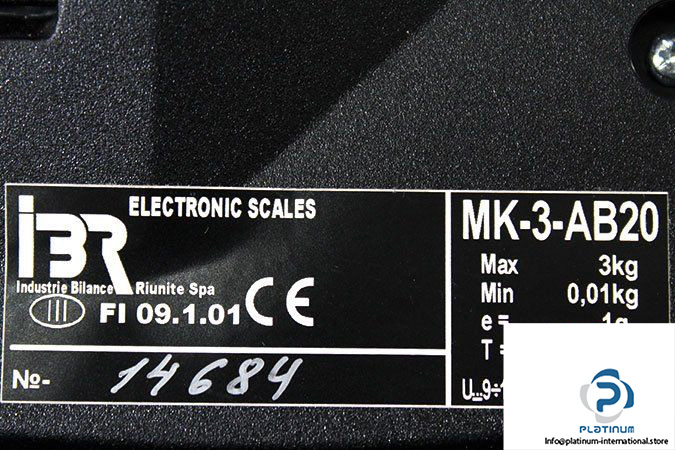 IBR
ELECTRONIC SCALES
Industrie Bilance Riunite Spa
III FI 09.1.01 CE
№- 14684
MK-3-AB20
Max 3kg
Min 0,01kg
e = 1g
T =
PLATINUM
Info@platinum-international.store